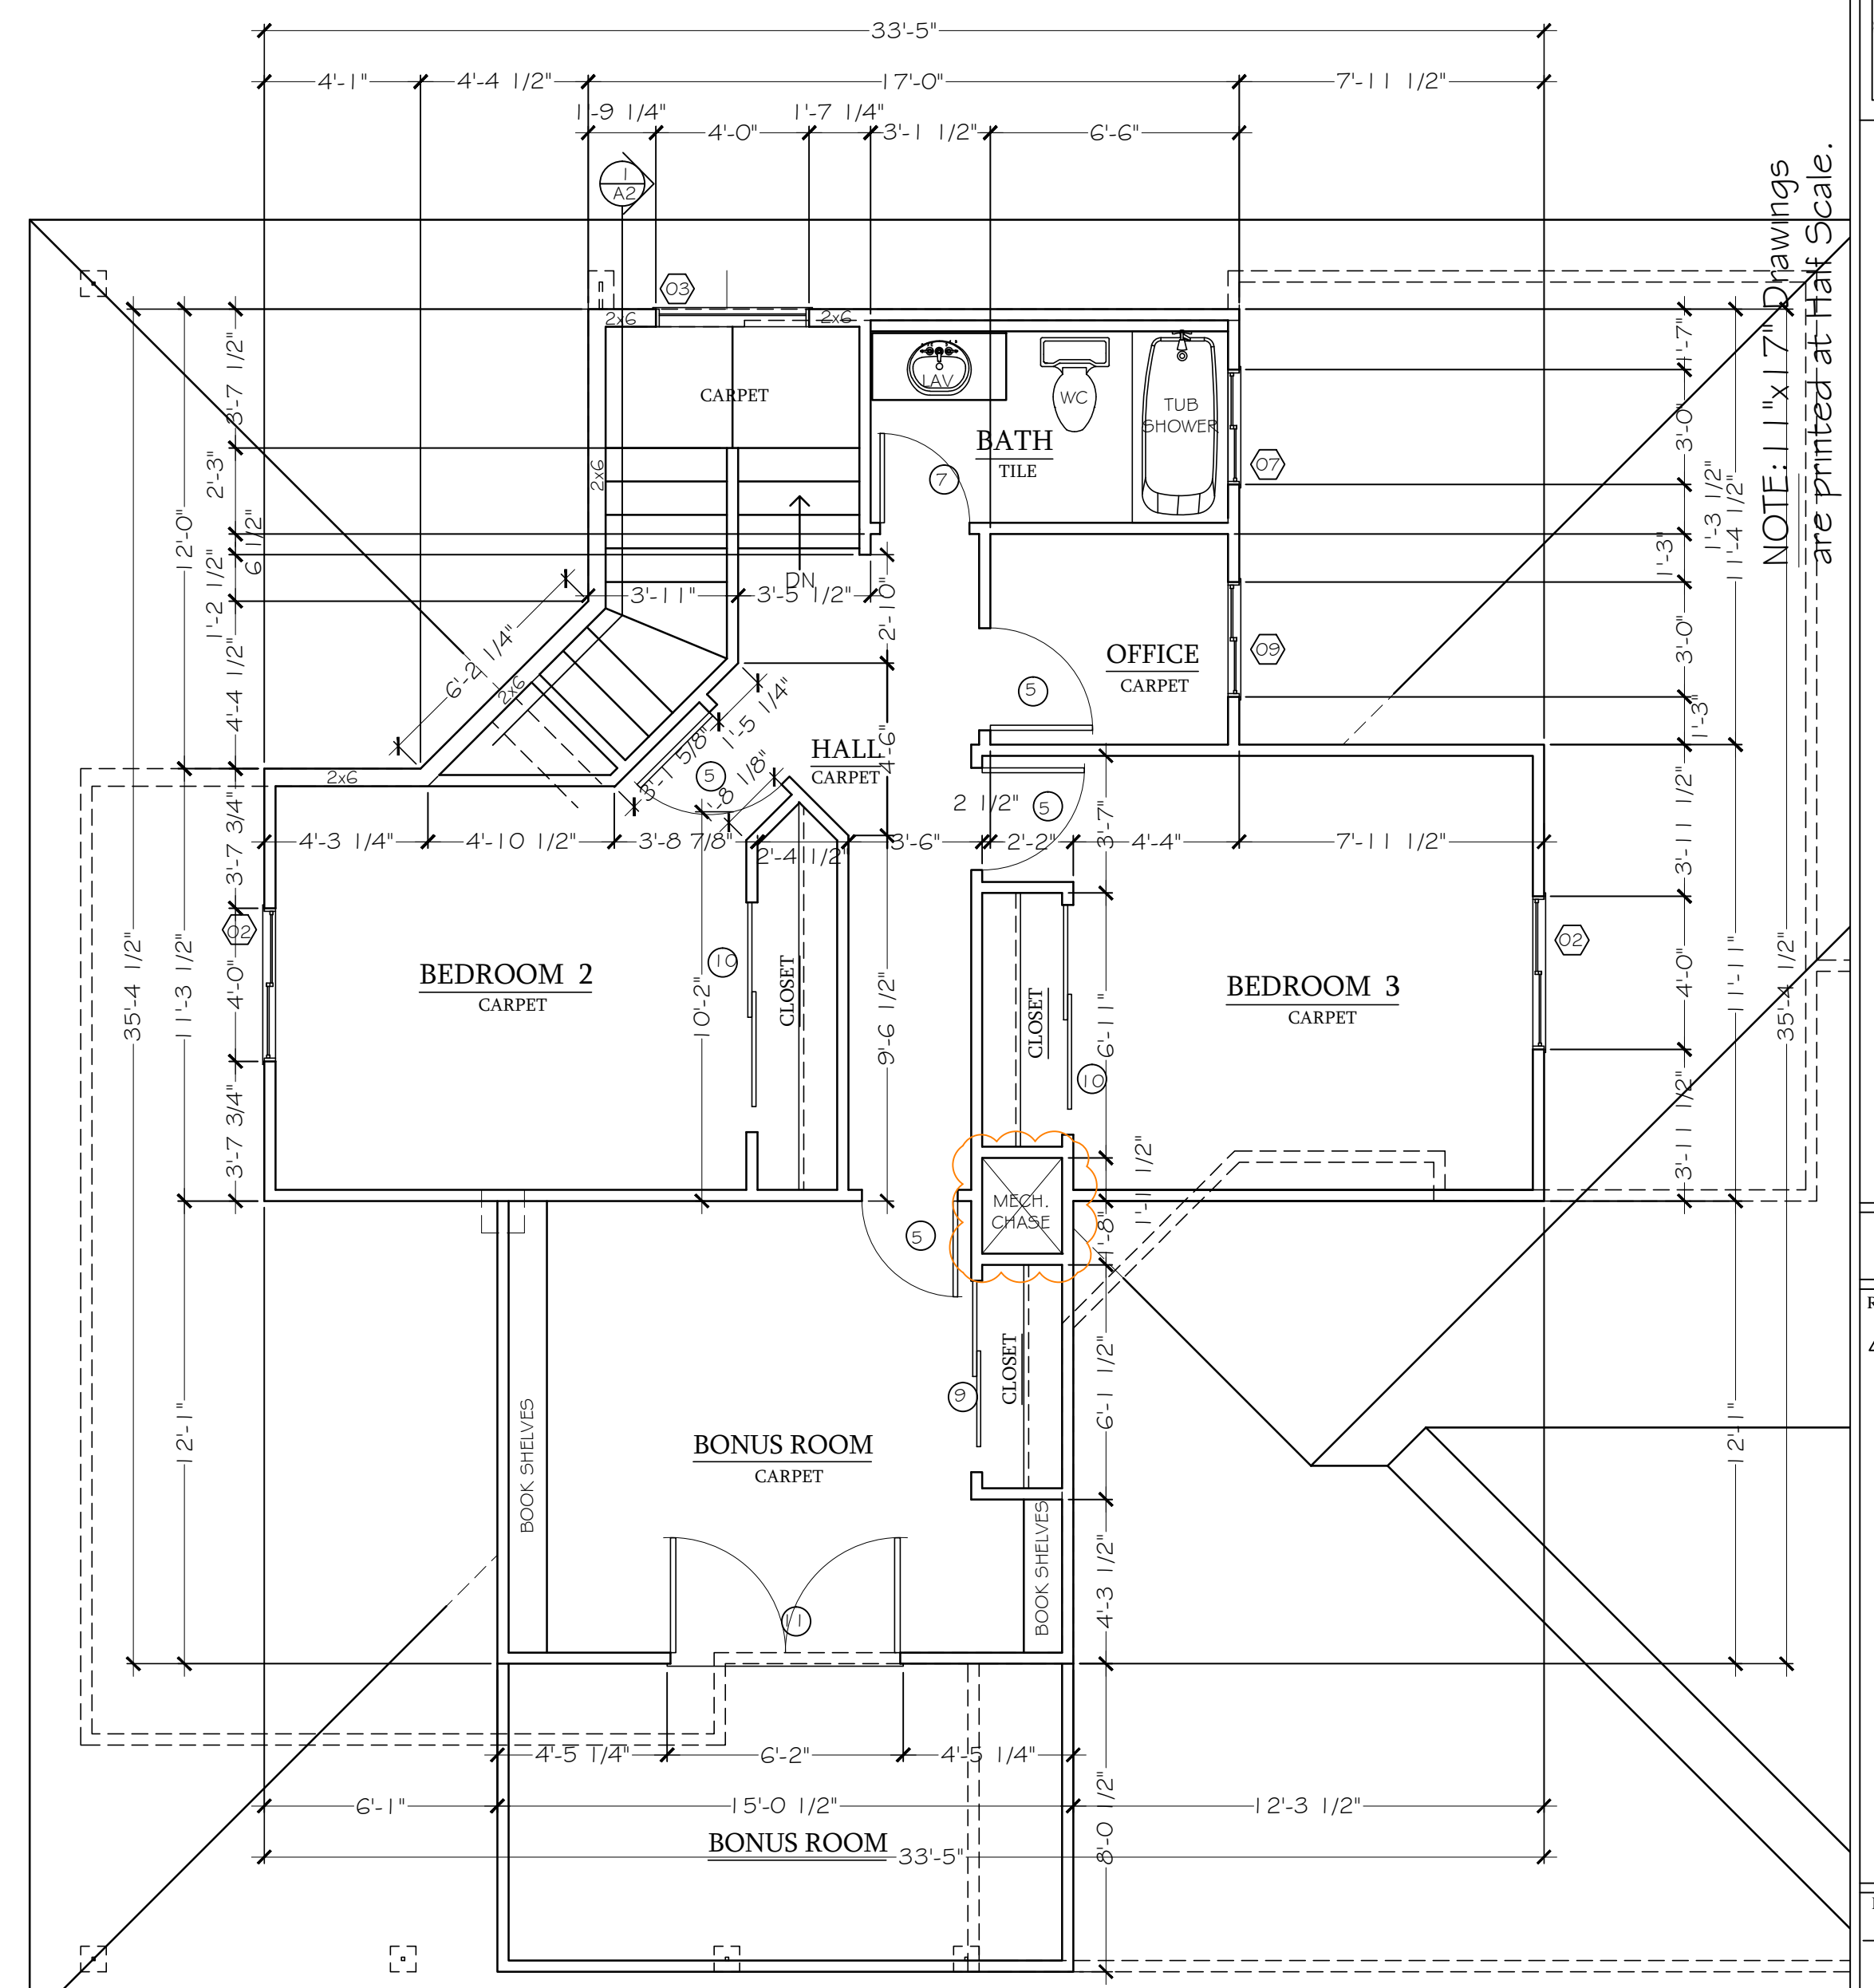 33'-5"
4'-1" 4'-4 1/2" 17'-0" 7'-11 1/2"
1'-9 1/4" 4'-0" 1'-7 1/4" 3'-1 1/2" 6'-6"
1
A2
NOTE: 11"x17" Drawings
are printed at Half Scale.
03
2x6 2x6
3'-7 1/2"
2'-3"
6 1/2"
12'-0"
1'-2 1/2"
4'-4 1/2"
CARPET
2x6
LAV
WC
TUB
SHOWER
BATH
TILE
7
07
1'-7"
3'-0"
1'-3 1/2"
11'-4 1/2"
1'-3"
3'-0"
1'-3"
DN
3'-11" 3'-5 1/2"
2'-10"
6'-2 1/4"
2x6
OFFICE
CARPET
09
5
1'-5 1/4"
3'-1 5/8"
5
HALL
CARPET
4'-6"
2x6
2 1/2"
5
3'-7"
4'-3 1/4" 4'-10 1/2" 3'-8 7/8" 2'-4 1/2" 3'-6" 2'-2" 4'-4" 7'-11 1/2"
3'-7 3/4"
02
4'-0"
3'-7 3/4"
11'-3 1/2"
35'-4 1/2"
BEDROOM 2
CARPET
10
10'-2"
CLOSET
9'-6 1/2"
CLOSET
6'-11"
10
BEDROOM 3
CARPET
02
3'-11 1/2"
4'-0"
3'-11 1/2"
11'-11"
35'-4 1/2"
MECH.
CHASE
1'-1 1/2"
1'-8"
5
12'-1"
BOOK SHELVES
BONUS ROOM
CARPET
9
CLOSET
6'-1 1/2"
12'-1"
BOOK SHELVES
4'-3 1/2"
11
4'-5 1/4" 6'-2" 4'-5 1/4"
8'-0 1/2"
6'-1" 15'-0 1/2" 12'-3 1/2"
BONUS ROOM
33'-5"